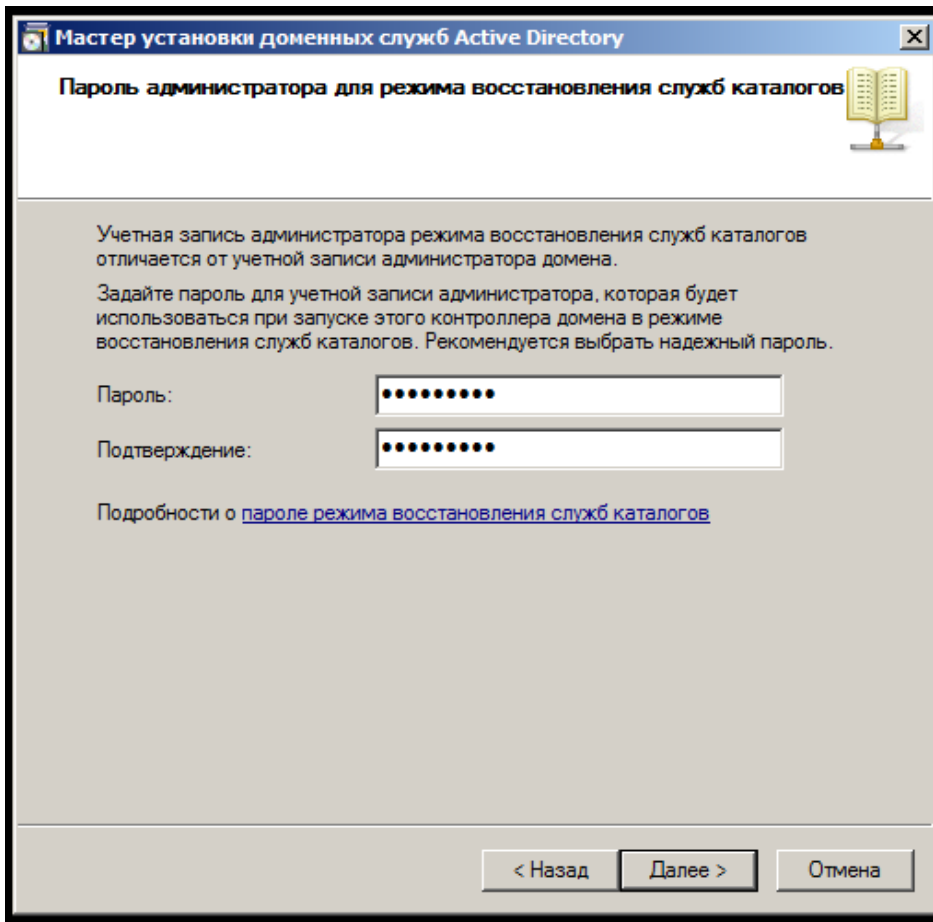 Мастер установки доменных служб Active Directory
Пароль администратора для режима восстановления служб каталогов
Учетная запись администратора режима восстановления служб каталогов
отличается от учетной записи администратора домена.
Задайте пароль для учетной записи администратора, которая будет
использоваться при запуске этого контроллера домена в режиме
восстановления служб каталогов. Рекомендуется выбрать надежный пароль.
Пароль: •••••••••
Подтверждение: •••••••••
Подробности о пароле режима восстановления служб каталогов
< Назад Далее > Отмена